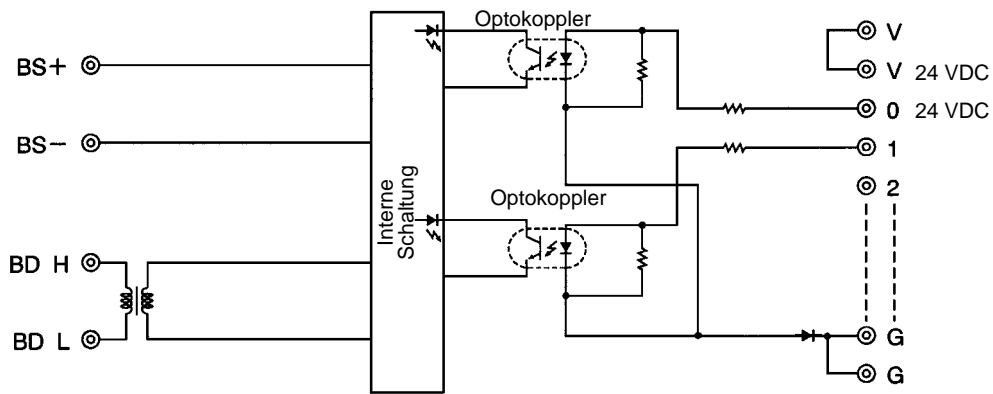 Optokoppler
V
BS+
V 24 VDC
0 24 VDC
BS−
1
2
Optokoppler
Interne
Schaltung
BD H
BD L
G
G